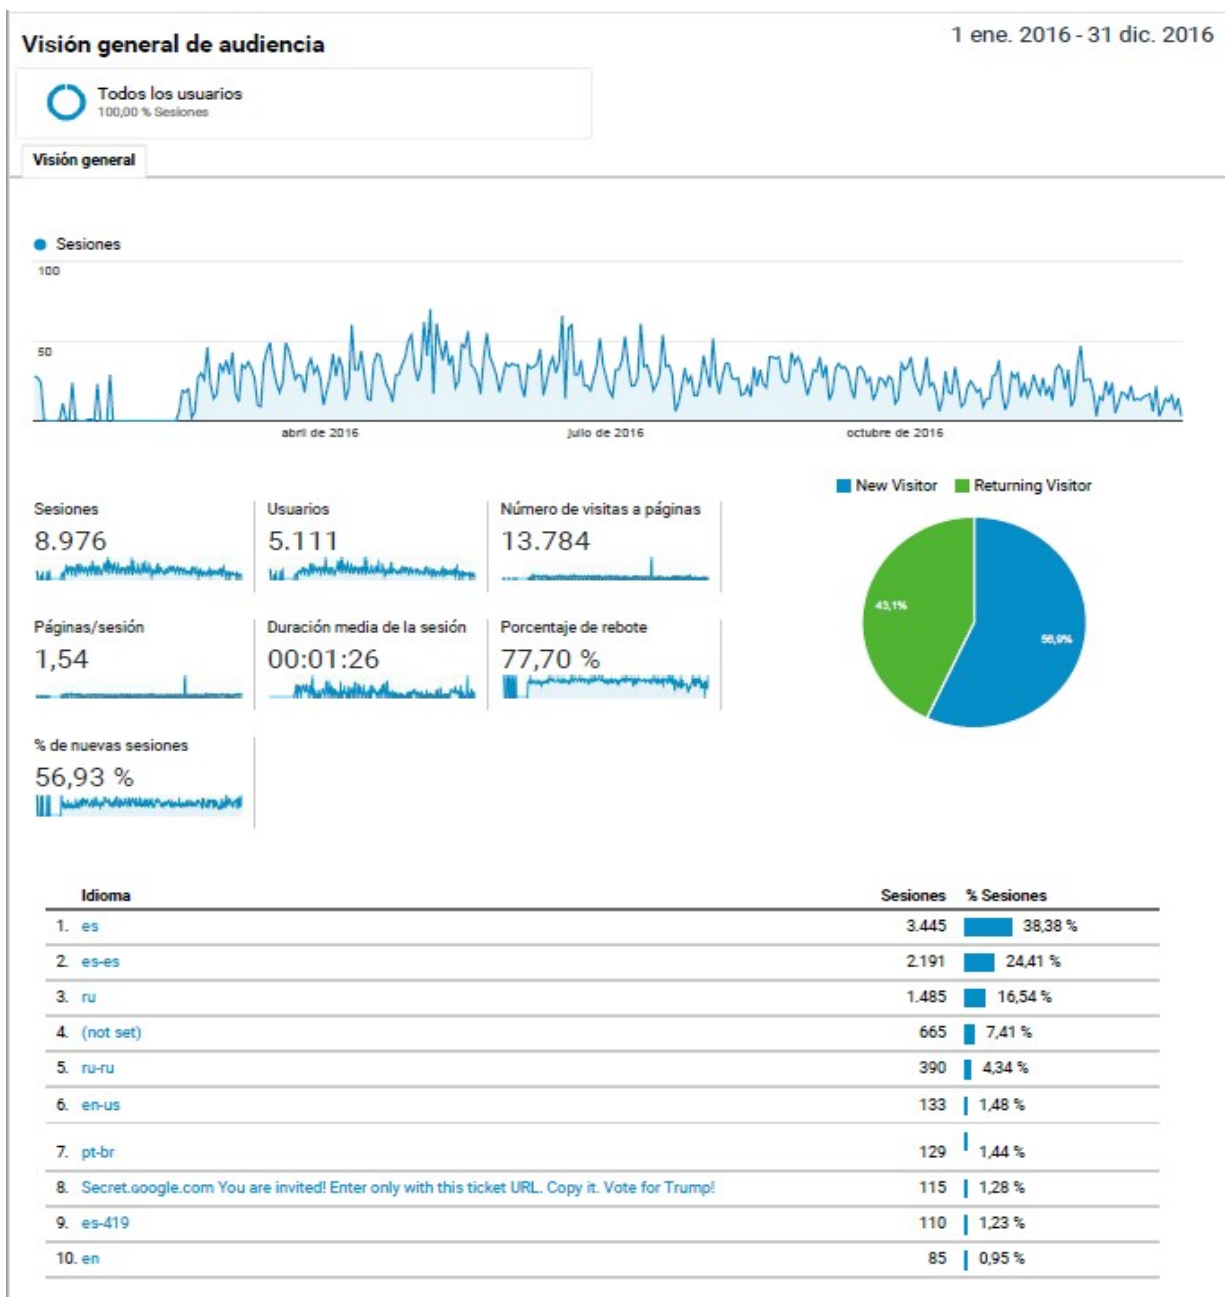 Visión general de audiencia
1 ene. 2016 - 31 dic. 2016
Todos los usuarios
100,00 % Sesiones
Visión general
Sesiones
100
50
abril de 2016
julio de 2016
octubre de 2016
New Visitor
Returning Visitor
Sesiones
8.976
Usuarios
5.111
Número de visitas a páginas
13.784
Páginas/sesión
1,54
Duración media de la sesión
00:01:26
Porcentaje de rebote
77,70 %
43,1%
56,9%
% de nuevas sesiones
56,93 %
Idioma Sesiones % Sesiones
1. es 3.445 38,38 %
2. es-es 2.191 24,41 %
3. ru 1.485 16,54 %
4. (not set) 665 7,41 %
5. ru-ru 390 4,34 %
6. en-us 133 1,48 %
7. pt-br 129 1,44 %
8. Secret.ɢoogle.com You are invited! Enter only with this ticket URL. Copy it. Vote for Trump! 115 1,28 %
9. es-419 110 1,23 %
10. en 85 0,95 %